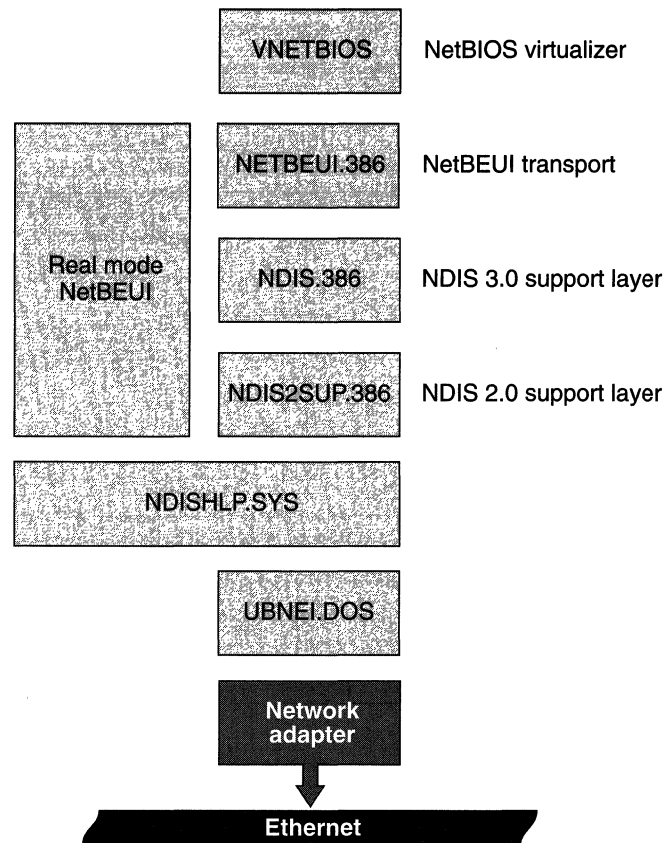 VNETBIOS NetBIOS virtualizer
NETBEUI.386 NetBEUI transport
Real mode
NetBEUI
NDIS.386 NDIS 3.0 support layer
NDIS2SUP.386 NDIS 2.0 support layer
NDISHLP.SYS
UBNEI.DOS
Network
adapter
Ethernet